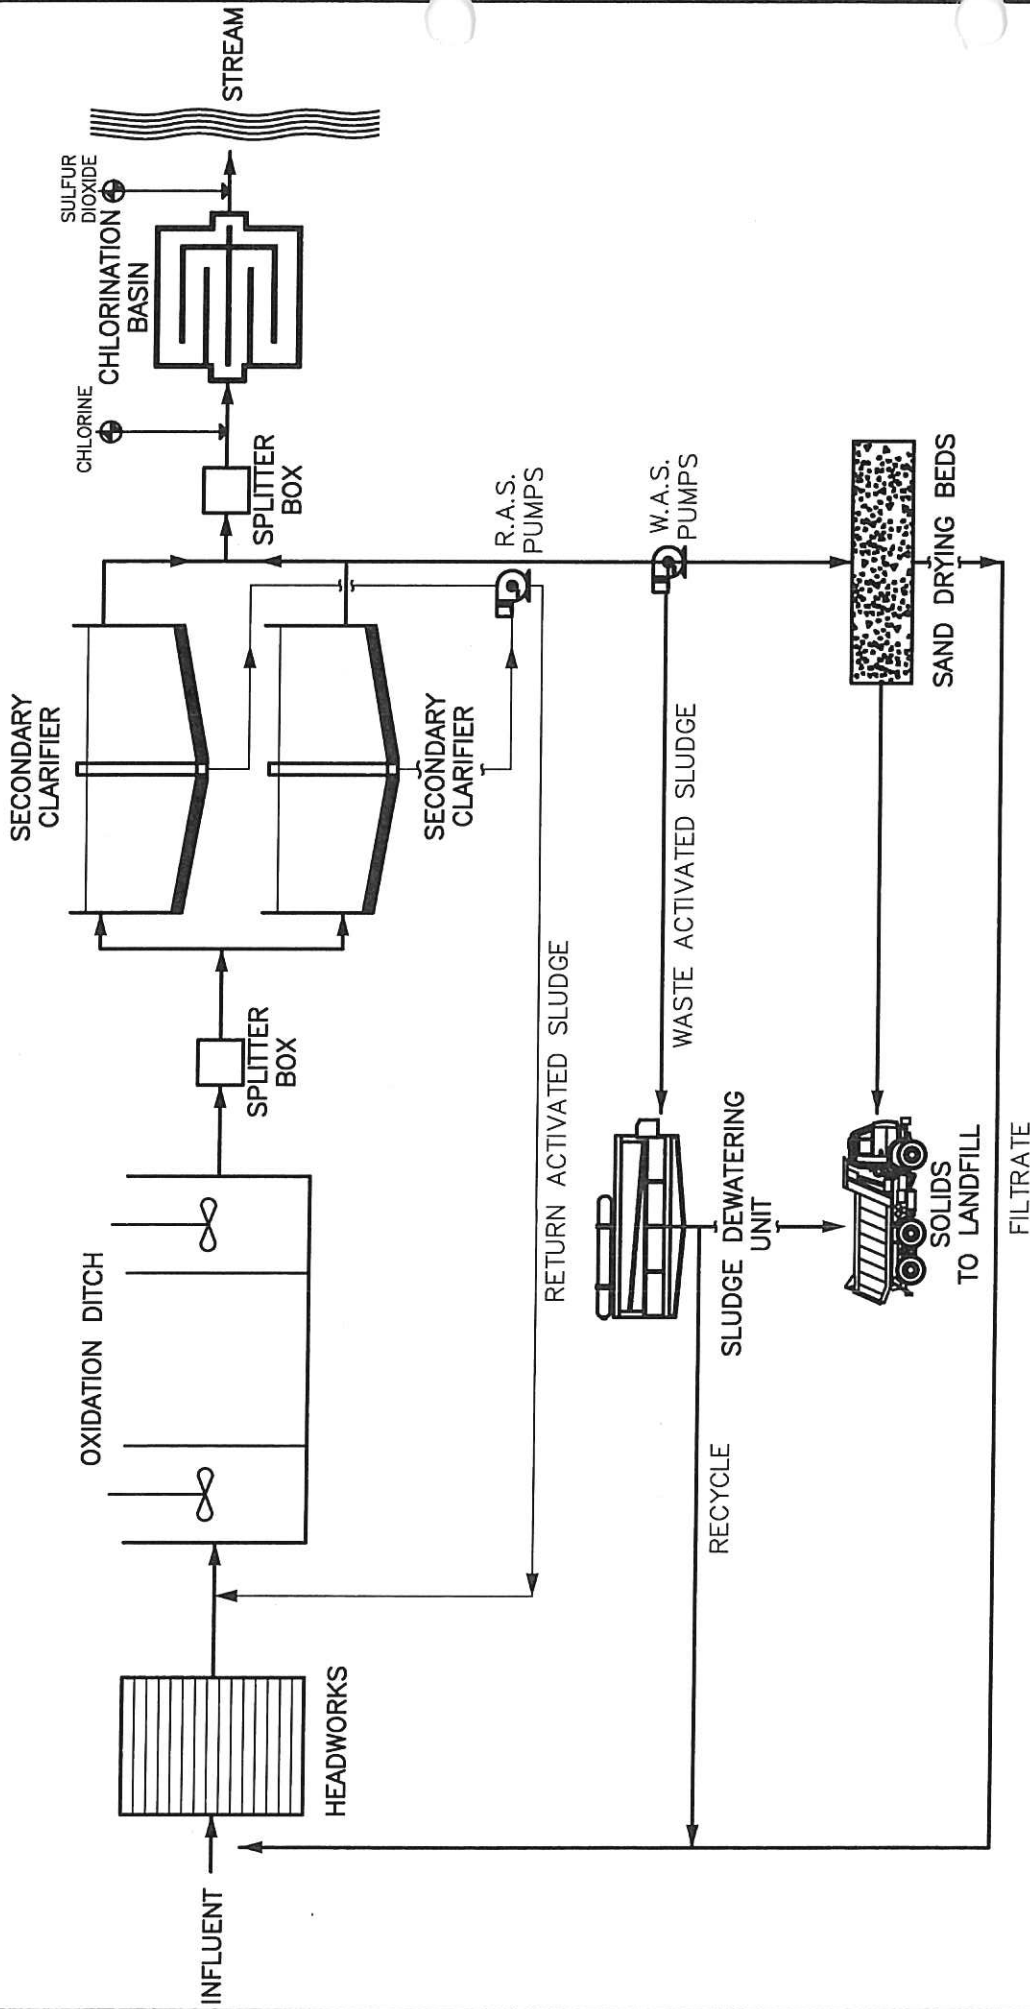 INFLUENT
HEADWORKS
OXIDATION DITCH
SPLITTER
BOX
SECONDARY
CLARIFIER
SECONDARY
CLARIFIER
SPLITTER
BOX
CHLORINE
CHLORINATION
BASIN
SULFUR
DIOXIDE
STREAM
R.A.S.
PUMPS
RETURN ACTIVATED SLUDGE
W.A.S.
PUMPS
WASTE ACTIVATED SLUDGE
SLUDGE DEWATERING
UNIT
RECYCLE
SAND DRYING BEDS
SOLIDS
TO LANDFILL
FILTRATE